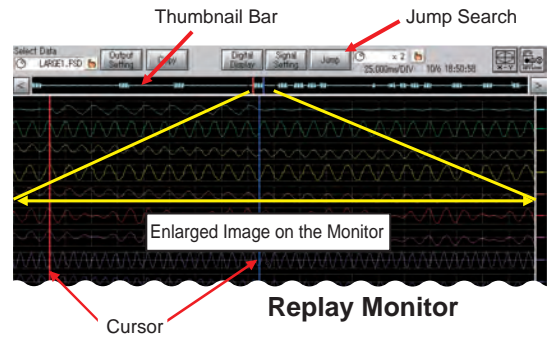 Thumbnail Bar Jump Search
Select Data
LARGE1.FSD Output Setting Copy Digital Display Signal Setting Jump x 2
25.000ms/DIV 10/6 18:50:58 X-Y
< >
Enlarged Image on the Monitor
Replay Monitor
Cursor